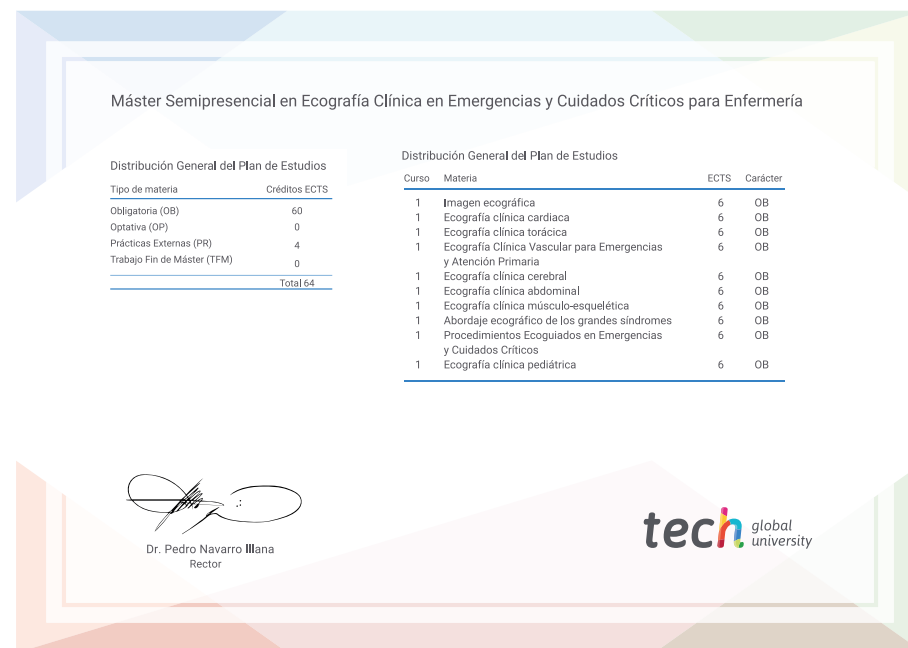 Máster Semipresencial en Ecografía Clínica en Emergencias y Cuidados Críticos para Enfermería
Distribución General del Plan de Estudios
Tipo de materia Créditos ECTS
Obligatoria (OB) 60
Optativa (OP) 0
Prácticas Externas (PR) 4
Trabajo Fin de Máster (TFM) 0
Total 64
Distribución General del Plan de Estudios
Curso Materia ECTS Carácter
1 Imagen ecográfica 6 OB
1 Ecografía clínica cardiaca 6 OB
1 Ecografía clínica torácica 6 OB
1 Ecografía Clínica Vascular para Emergencias 6 OB
y Atención Primaria
1 Ecografía clínica cerebral 6 OB
1 Ecografía clínica abdominal 6 OB
1 Ecografía clínica músculo-esquelética 6 OB
1 Abordaje ecográfico de los grandes síndromes 6 OB
1 Procedimientos Ecoguiados en Emergencias 6 OB
y Cuidados Críticos
1 Ecografía clínica pediátrica 6 OB
Dr. Pedro Navarro Illana
Rector
tech global
university